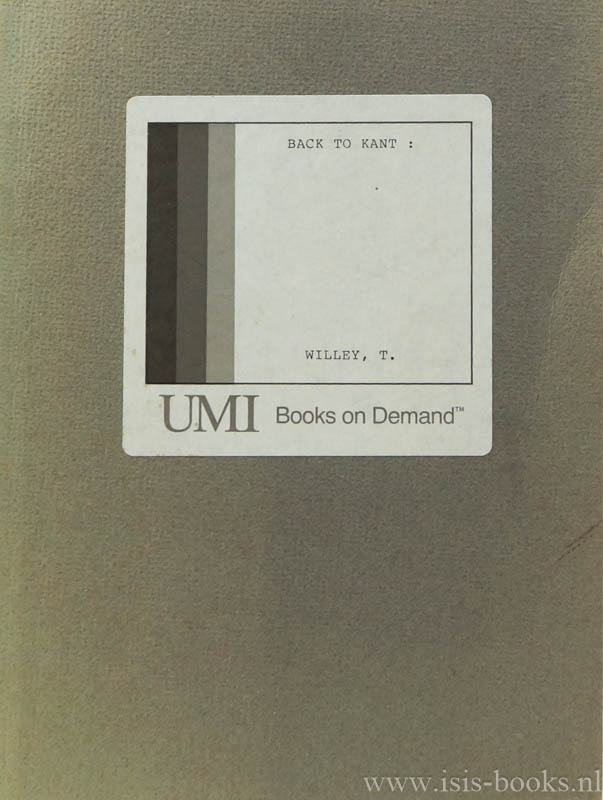 BACK TO KANT :
WILLEY, T.
UMI Books on Demand™
www.isis-books.nl